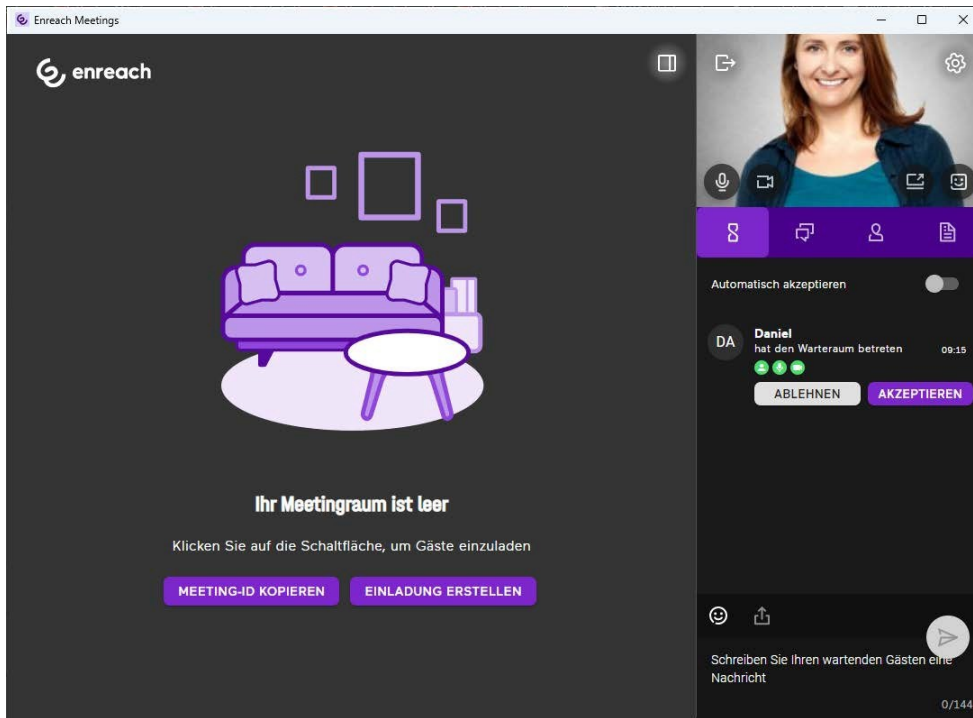 Enreach Meetings
enreach
Automatisch akzeptieren
DA
Daniel
hat den Warteraum betreten
09:15
ABLEHNEN
AKZEPTIEREN
Ihr Meetingraum ist leer
Klicken Sie auf die Schaltfläche, um Gäste einzuladen
MEETING-ID KOPIEREN
EINLADUNG ERSTELLEN
Schreiben Sie Ihren wartenden Gästen eine
Nachricht
0/144